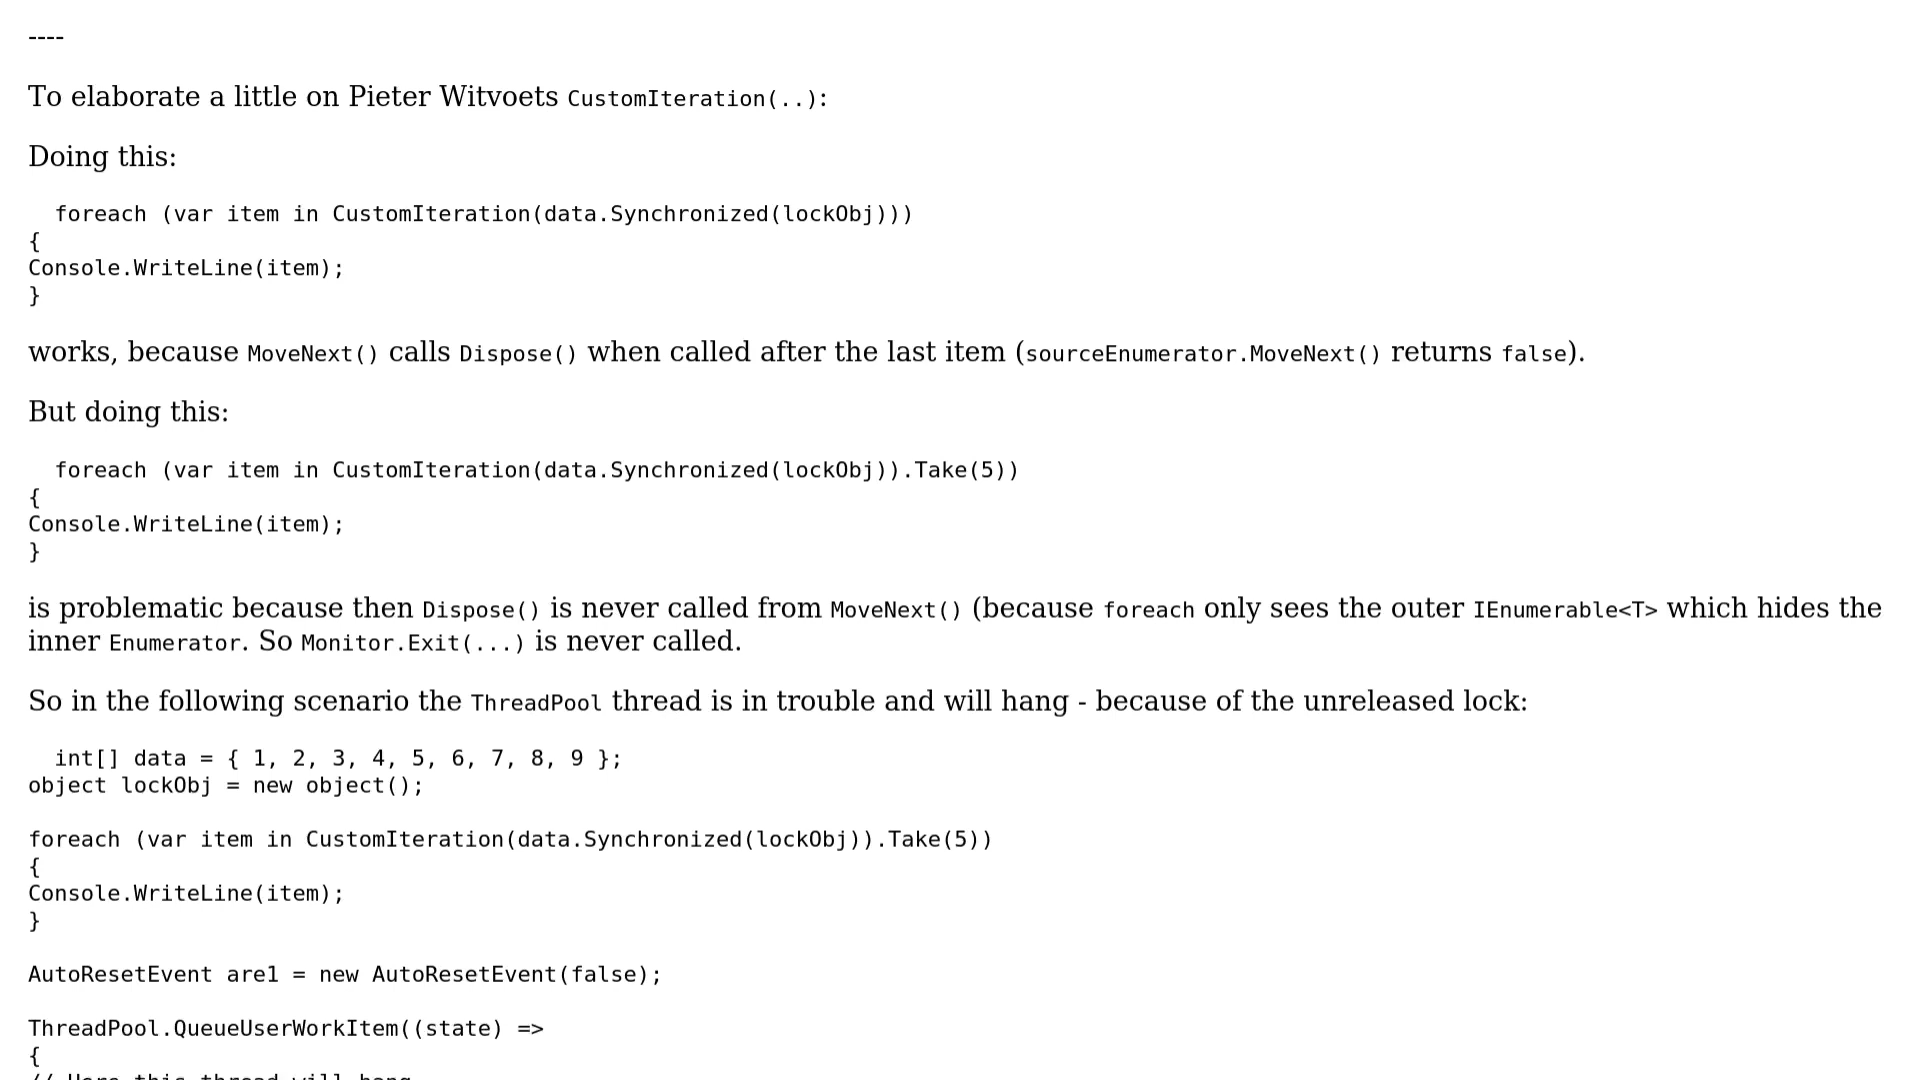 ----
To elaborate a little on Pieter Witvoets CustomIteration(..):
Doing this:
foreach (var item in CustomIteration(data.Synchronized(lockObj)))
{
Console.WriteLine(item);
}
works, because MoveNext() calls Dispose() when called after the last item (sourceEnumerator.MoveNext() returns false).
But doing this:
foreach (var item in CustomIteration(data.Synchronized(lockObj)).Take(5))
{
Console.WriteLine(item);
}
is problematic because then Dispose() is never called from MoveNext() (because foreach only sees the outer IEnumerable<T> which hides the
inner Enumerator. So Monitor.Exit(...) is never called.
So in the following scenario the ThreadPool thread is in trouble and will hang - because of the unreleased lock:
int[] data = { 1, 2, 3, 4, 5, 6, 7, 8, 9 };
object lockObj = new object();
foreach (var item in CustomIteration(data.Synchronized(lockObj)).Take(5))
{
Console.WriteLine(item);
}
AutoResetEvent are1 = new AutoResetEvent(false);
ThreadPool.QueueUserWorkItem((state) =>
{
// Here this thread will hang